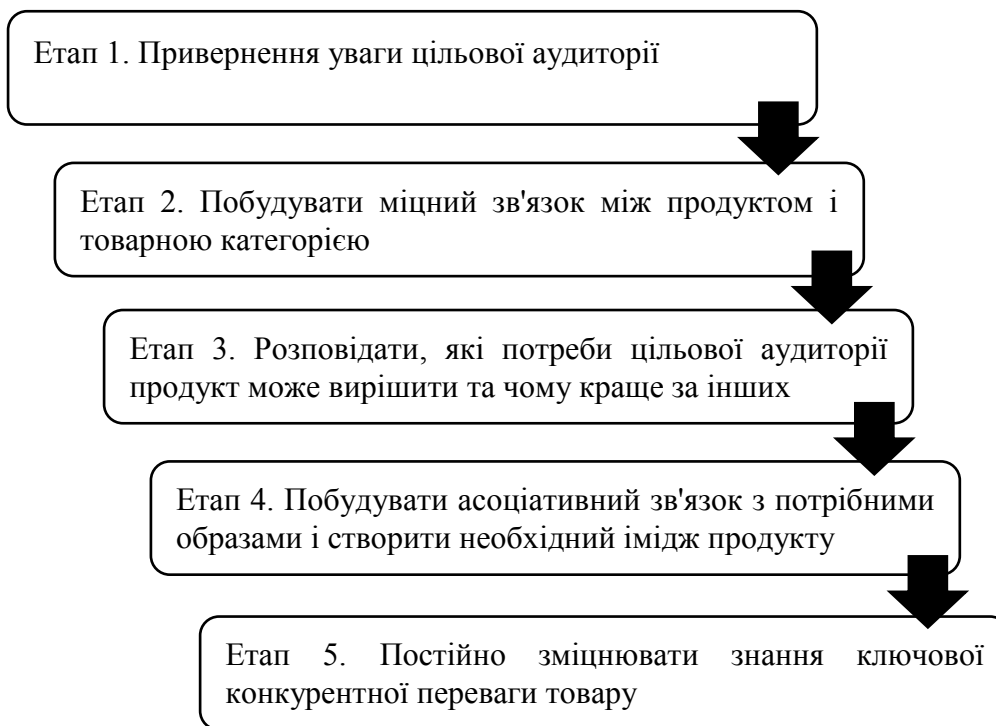 Етап 1. Привернення уваги цільової аудиторії
Етап 2. Побудувати міцний зв'язок між продуктом і
товарною категорією
Етап 3. Розповідати, які потреби цільової аудиторії
продукт може вирішити та чому краще за інших
Етап 4. Побудувати асоціативний зв'язок з потрібними
образами і створити необхідний імідж продукту
Етап 5. Постійно зміцнювати знання ключової
конкурентної переваги товару